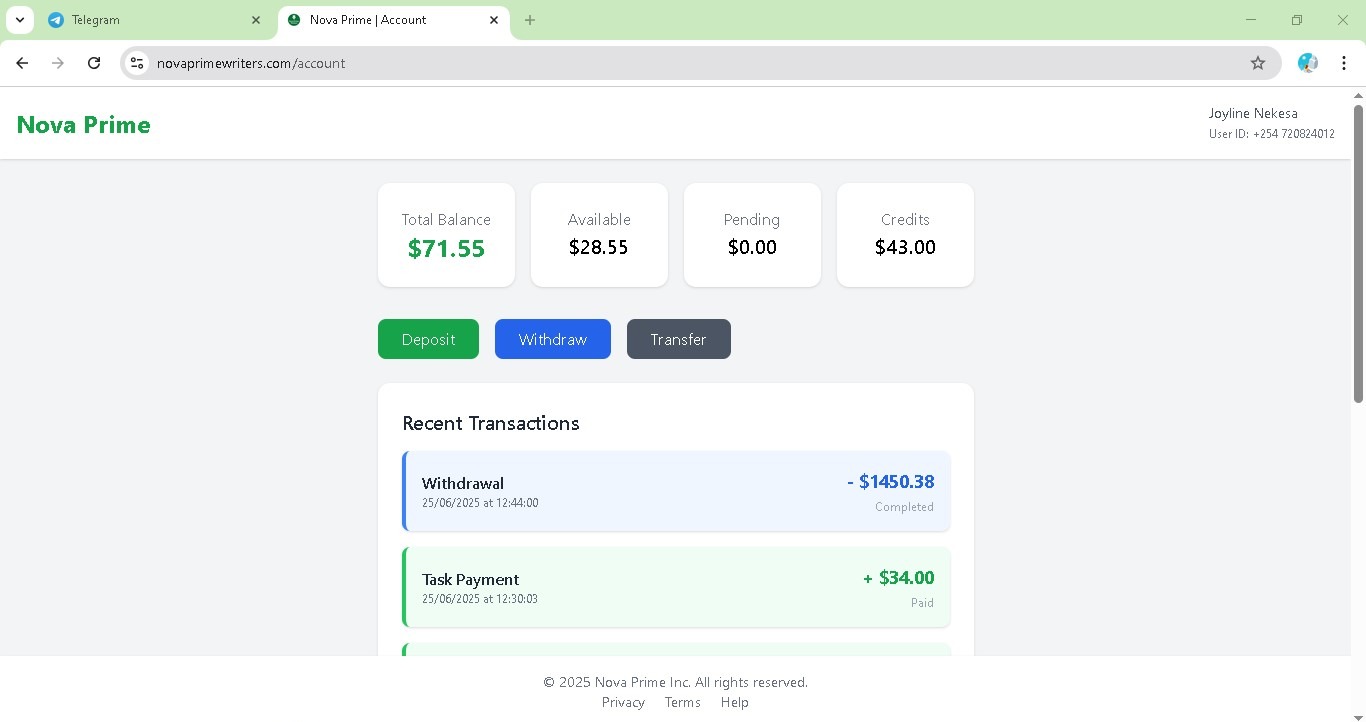 Telegram
Nova Prime | Account
novaprimewriters.com/account
Nova Prime
Joyline Nekesa
User ID: +254 720824012
Total Balance
$71.55
Available
$28.55
Pending
$0.00
Credits
$43.00
Deposit
Withdraw
Transfer
Recent Transactions
Withdrawal
- $1450.38
25/06/2025 at 12:44:00
Completed
Task Payment
+ $34.00
25/06/2025 at 12:30:03
Paid
© 2025 Nova Prime Inc. All rights reserved.
Privacy Terms Help